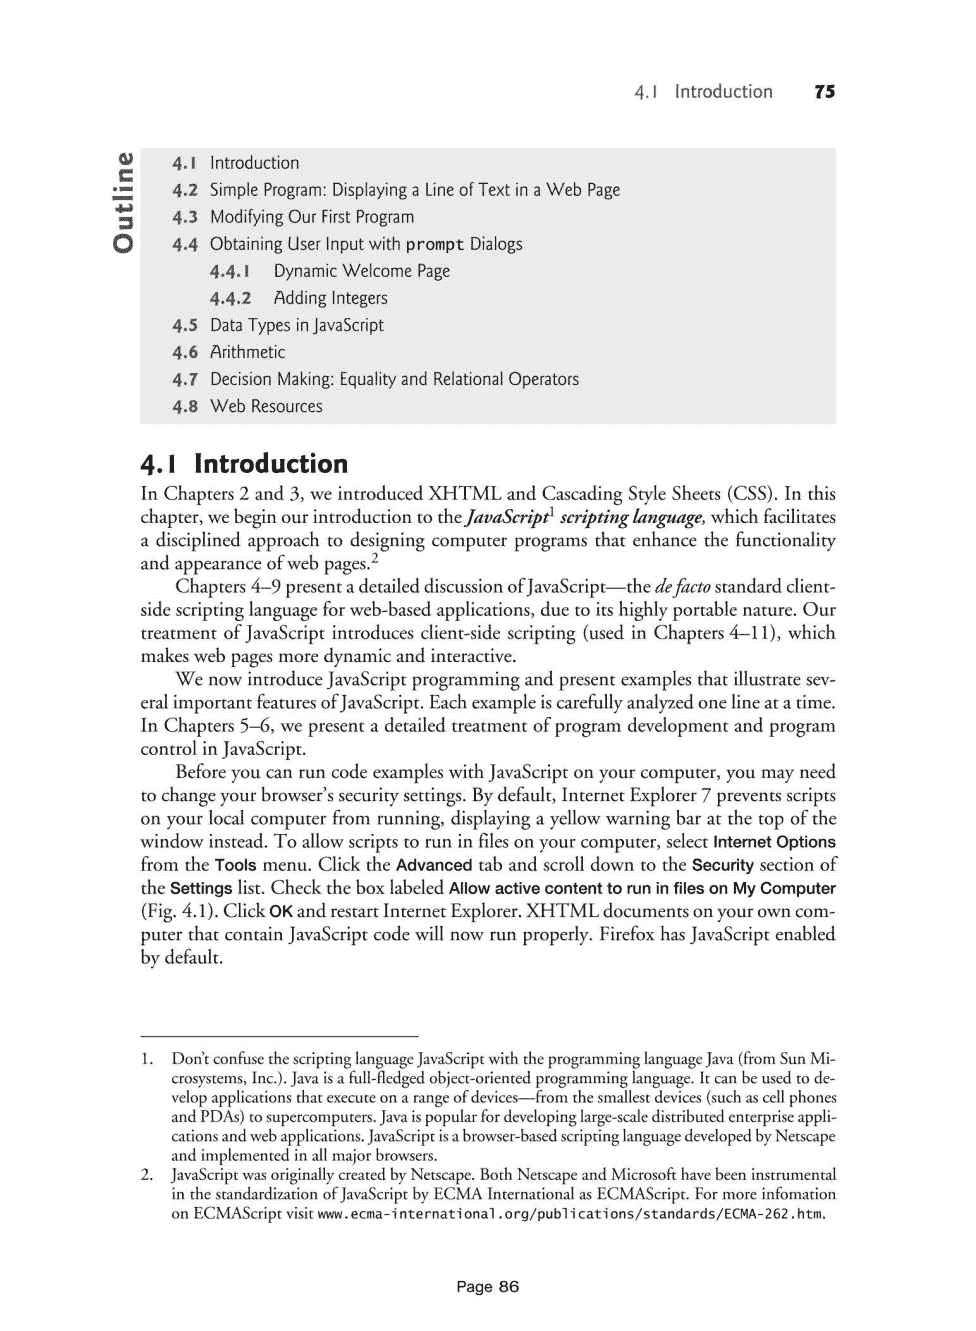 4.1 Introduction 75
Outline
4.1 Introduction
4.2 Simple Program: Displaying a Line of Text in a Web Page
4.3 Modifying Our First Program
4.4 Obtaining User Input with prompt Dialogs
4.4.1 Dynamic Welcome Page
4.4.2 Adding Integers
4.5 Data Types in JavaScript
4.6 Arithmetic
4.7 Decision Making: Equality and Relational Operators
4.8 Web Resources
4.1 Introduction
In Chapters 2 and 3, we introduced XHTML and Cascading Style Sheets (CSS). In this
chapter, we begin our introduction to the JavaScript1 scripting language, which facilitates
a disciplined approach to designing computer programs that enhance the functionality
and appearance of web pages.2
Chapters 4–9 present a detailed discussion of JavaScript—the de facto standard client-
side scripting language for web-based applications, due to its highly portable nature. Our
treatment of JavaScript introduces client-side scripting (used in Chapters 4–11), which
makes web pages more dynamic and interactive.
We now introduce JavaScript programming and present examples that illustrate sev-
eral important features of JavaScript. Each example is carefully analyzed one line at a time.
In Chapters 5–6, we present a detailed treatment of program development and program
control in JavaScript.
Before you can run code examples with JavaScript on your computer, you may need
to change your browser's security settings. By default, Internet Explorer 7 prevents scripts
on your local computer from running, displaying a yellow warning bar at the top of the
window instead. To allow scripts to run in files on your computer, select Internet Options
from the Tools menu. Click the Advanced tab and scroll down to the Security section of
the Settings list. Check the box labeled Allow active content to run in files on My Computer
(Fig. 4.1). Click OK and restart Internet Explorer. XHTML documents on your own com-
puter that contain JavaScript code will now run properly. Firefox has JavaScript enabled
by default.
1. Don't confuse the scripting language JavaScript with the programming language Java (from Sun Mi-
crosystems, Inc.). Java is a full-fledged object-oriented programming language. It can be used to de-
velop applications that execute on a range of devices—from the smallest devices (such as cell phones
and PDAs) to supercomputers. Java is popular for developing large-scale distributed enterprise appli-
cations and web applications. JavaScript is a browser-based scripting language developed by Netscape
and implemented in all major browsers.
2. JavaScript was originally created by Netscape. Both Netscape and Microsoft have been instrumental
in the standardization of JavaScript by ECMA International as ECMAScript. For more infomation
on ECMAScript visit www.ecma-international.org/publications/standards/ECMA-262.htm.
Page 86